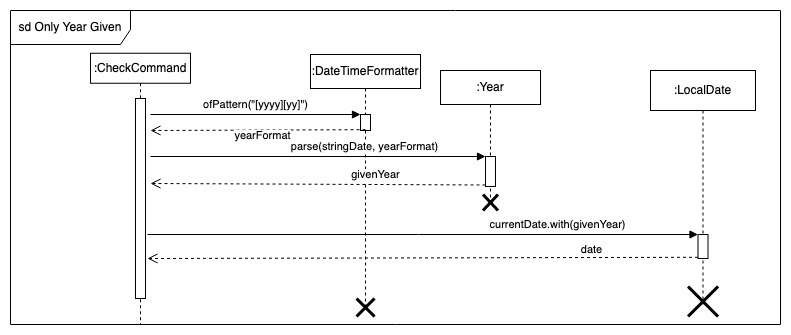 sd Only Year Given
:CheckCommand
:DateTimeFormatter
:Year
:LocalDate
ofPattern("[yyyy][yy]")
yearFormat
parse(stringDate, yearFormat)
givenYear
currentDate.with(givenYear)
date